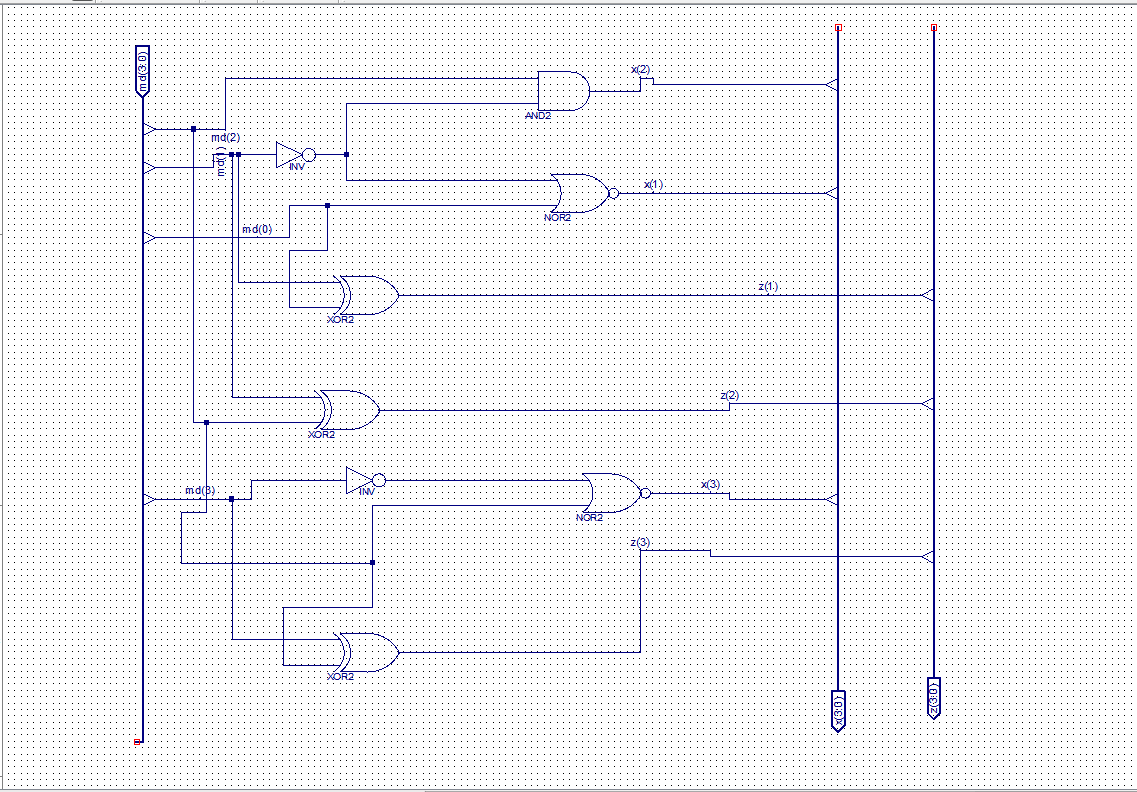 md(3:0)
x(2)
AND2
md(2)
md(1)
INV
x(1)
NOR2
md(0)
z(1)
XOR2
z(2)
XOR2
md(3)
INV
x(3)
NOR2
z(3)
XOR2
x(3:0)
z(3:0)